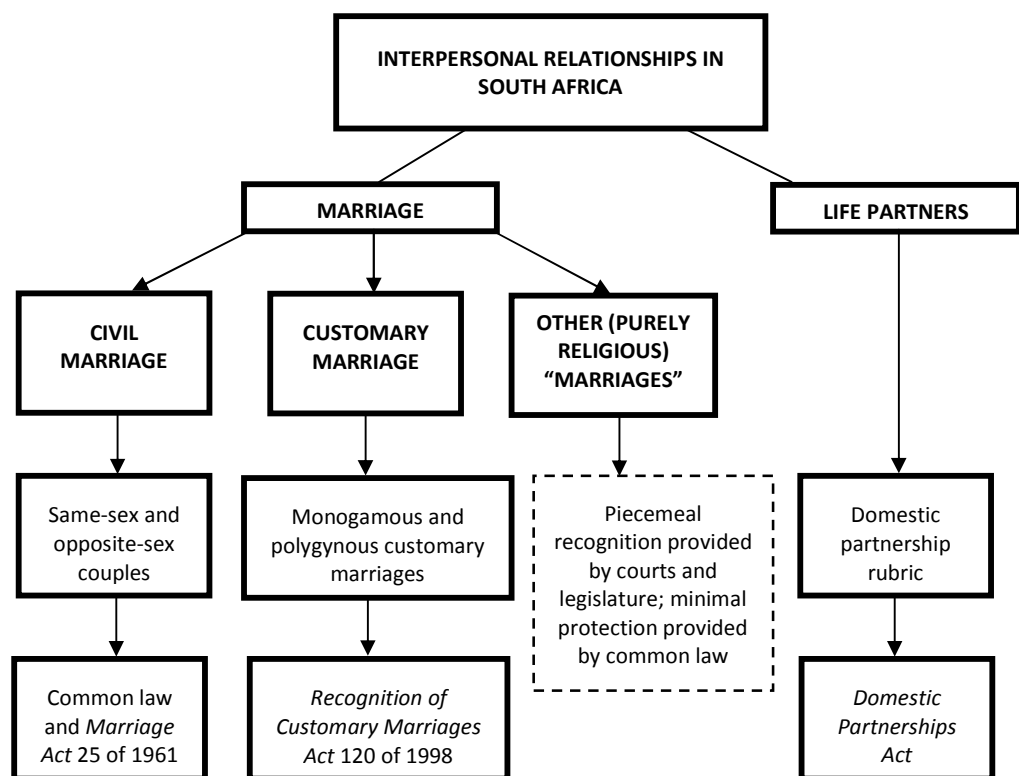 INTERPERSONAL RELATIONSHIPS IN
SOUTH AFRICA
MARRIAGE
LIFE PARTNERS
CIVIL
MARRIAGE
CUSTOMARY
MARRIAGE
OTHER (PURELY
RELIGIOUS)
“MARRIAGES”
Same-sex and
opposite-sex
couples
Monogamous and
polygynous customary
marriages
Piecemeal
recognition provided
by courts and
legislature; minimal
protection provided
by common law
Domestic
partnership
rubric
Common law
and Marriage
Act 25 of 1961
Recognition of
Customary Marriages
Act 120 of 1998
Domestic
Partnerships
Act